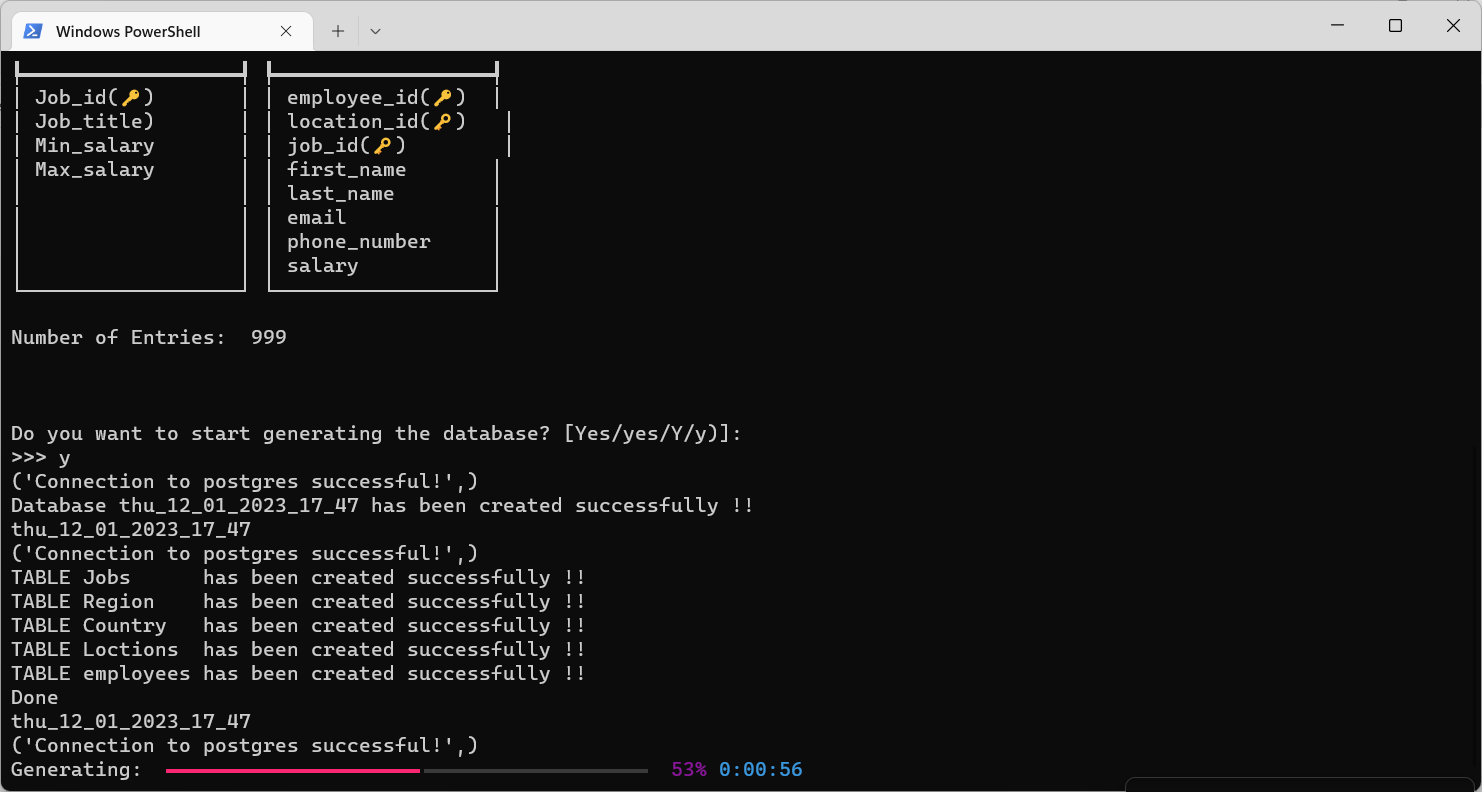 Windows PowerShell
Job_id(🔑)
Job_title)
Min_salary
Max_salary
employee_id(🔑)
location_id(🔑)
job_id(🔑)
first_name
last_name
email
phone_number
salary
Number of Entries:  999
Do you want to start generating the database? [Yes/yes/Y/y)]:
>>> y
('Connection to postgres successful!',)
Database thu_12_01_2023_17_47 has been created successfully !!
thu_12_01_2023_17_47
('Connection to postgres successful!',)
TABLE Jobs      has been created successfully !!
TABLE Region    has been created successfully !!
TABLE Country   has been created successfully !!
TABLE Loctions  has been created successfully !!
TABLE employees has been created successfully !!
Done
thu_12_01_2023_17_47
('Connection to postgres successful!',)
Generating:  53% 0:00:56